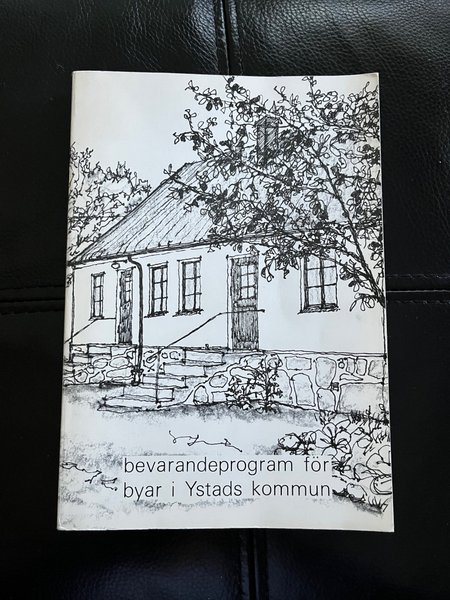 bevarandeprogram för
byar i Ystads kommun